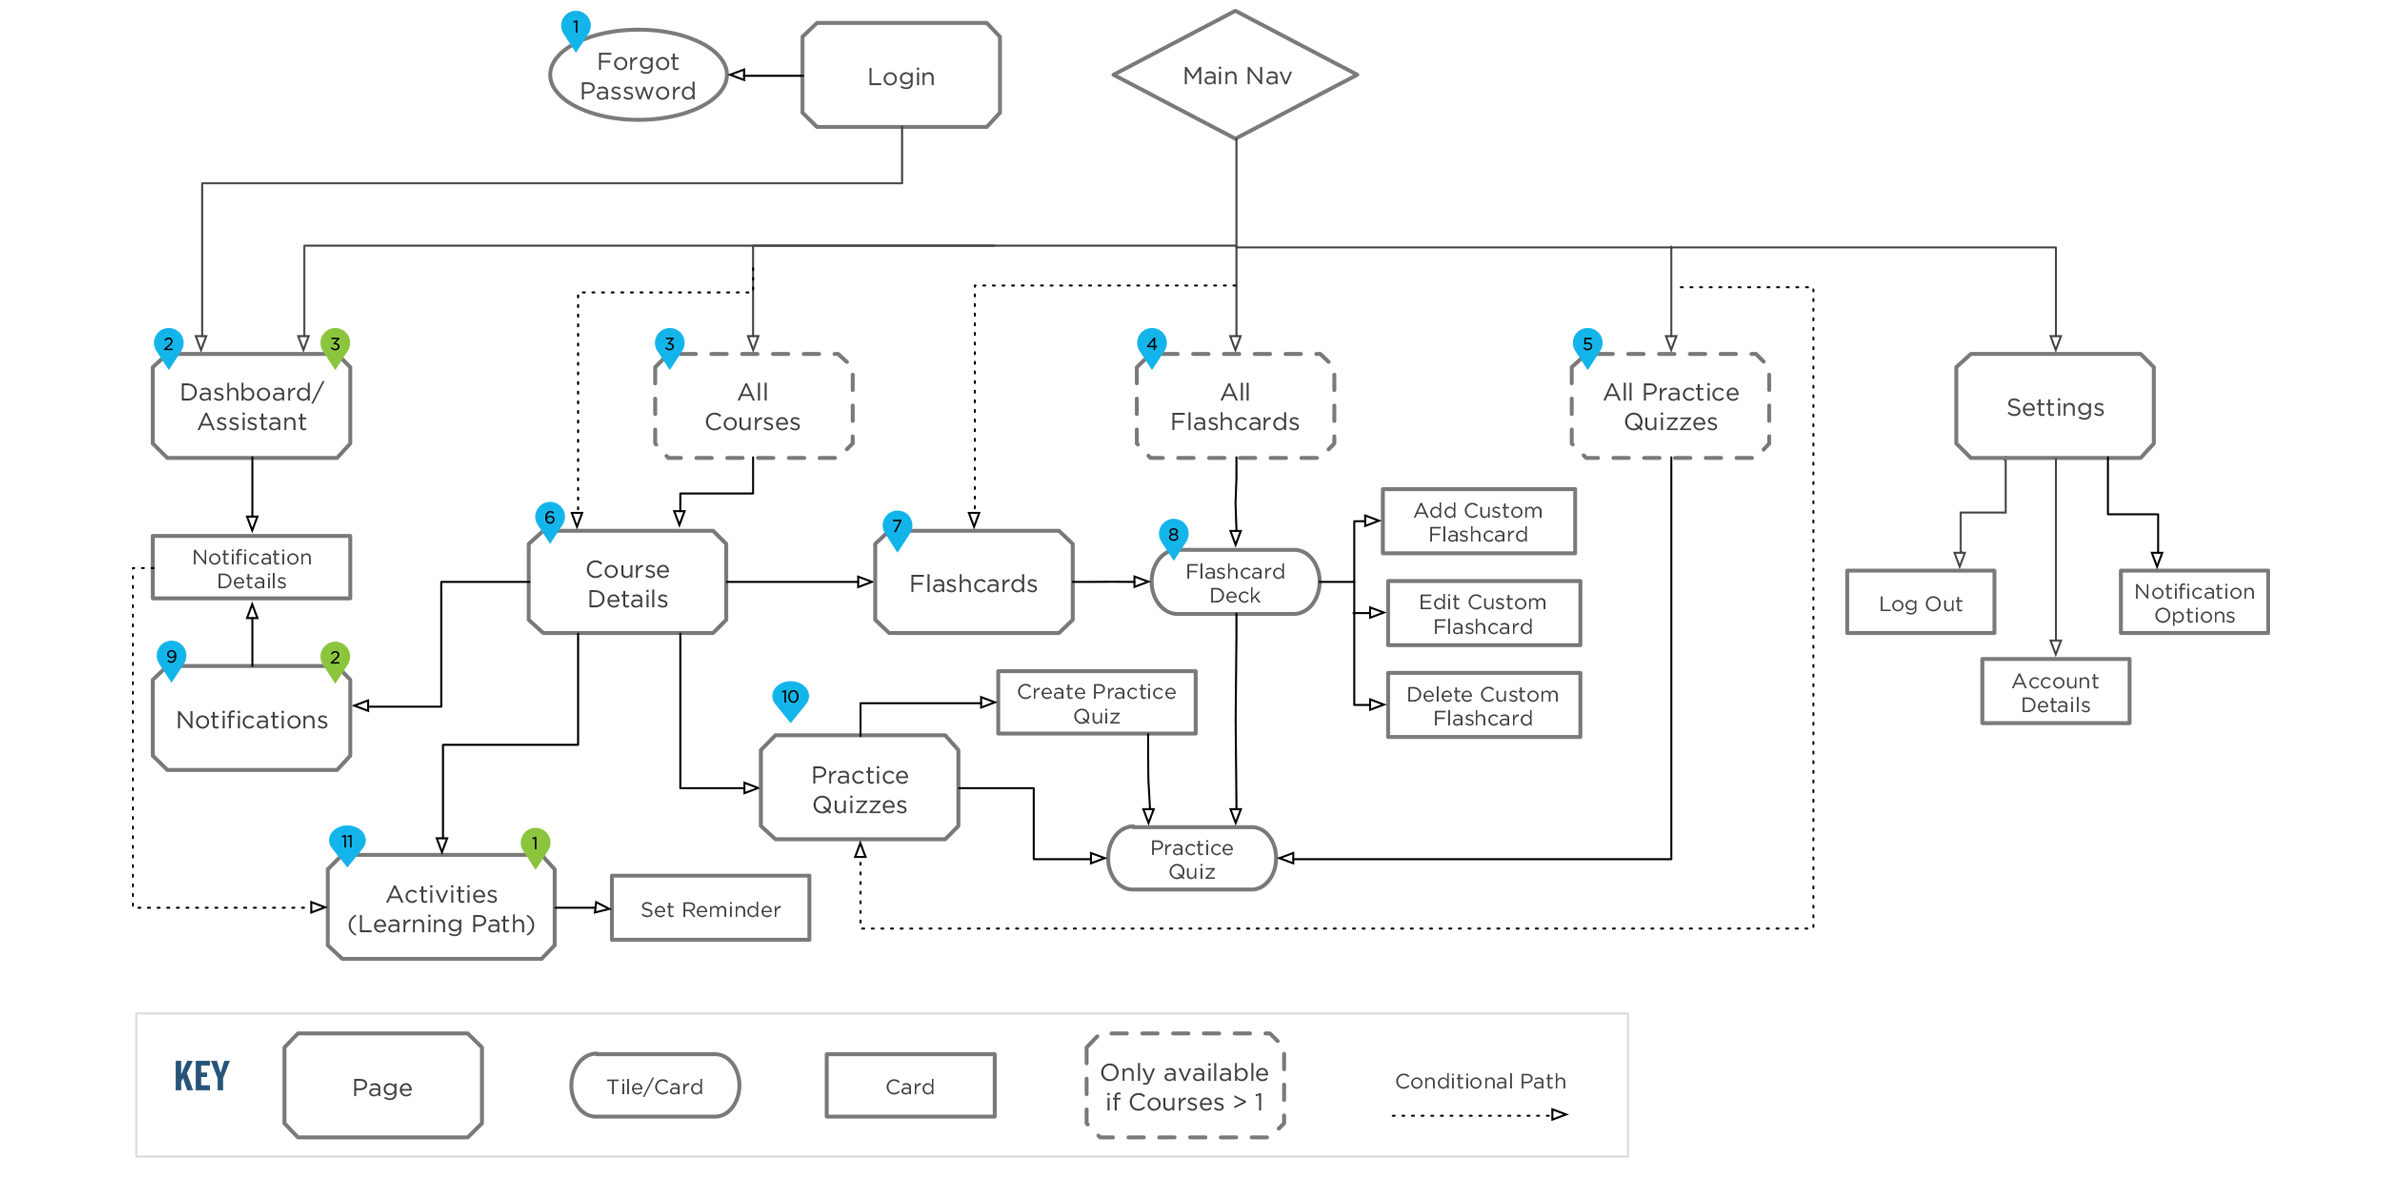 1
Forgot
Password
Login
Main Nav
2
3
Dashboard/
Assistant
3
All
Courses
4
All
Flashcards
5
All Practice
Quizzes
Settings
Notification
Details
6
Course
Details
7
Flashcards
8
Flashcard
Deck
Add Custom
Flashcard
Edit Custom
Flashcard
Delete Custom
Flashcard
Log Out
Notification
Options
Account
Details
9
2
Notifications
10
Practice
Quizzes
Create Practice
Quiz
Practice
Quiz
11
1
Activities
(Learning Path)
Set Reminder
KEY
Page
Tile/Card
Card
Only available
if Courses > 1
Conditional Path